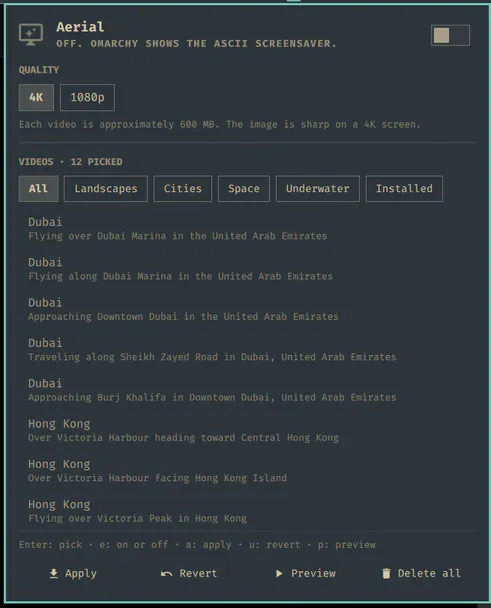 Aerial
OFF. OMARCHY SHOWS THE ASCII SCREENSAVER.
QUALITY
4K 1080p
Each video is approximately 600 MB. The image is sharp on a 4K screen.
VIDEOS · 12 PICKED
All Landscapes Cities Space Underwater Installed
Dubai
Flying over Dubai Marina in the United Arab Emirates
Dubai
Flying along Dubai Marina in the United Arab Emirates
Dubai
Approaching Downtown Dubai in the United Arab Emirates
Dubai
Traveling along Sheikh Zayed Road in Dubai, United Arab Emirates
Dubai
Approaching Burj Khalifa in Downtown Dubai, United Arab Emirates
Hong Kong
Over Victoria Harbour heading toward Central Hong Kong
Hong Kong
Over Victoria Harbour facing Hong Kong Island
Hong Kong
Flying over Victoria Peak in Hong Kong
Enter: pick · e: on or off · a: apply · u: revert · p: preview
Apply Revert Preview Delete all